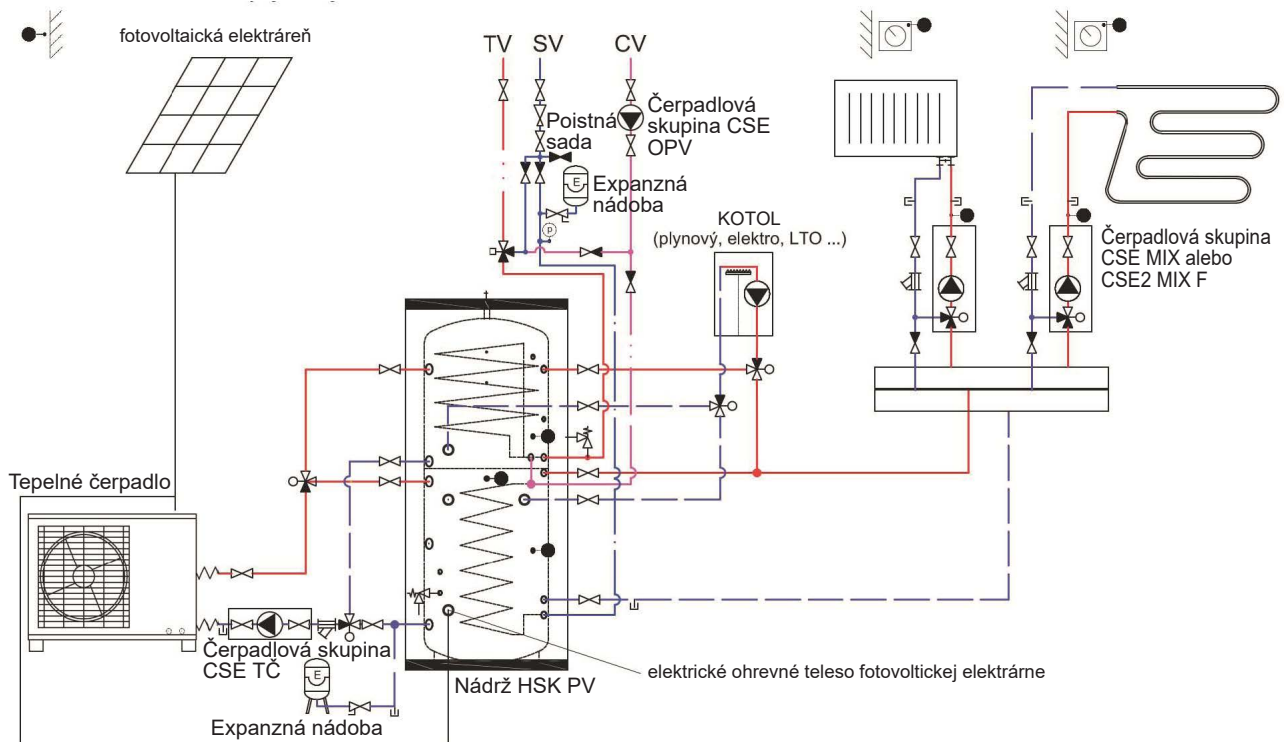 fotovoltaická elektráreň
TV SV CV
Čerpadlová
skupina CSE
OPV
Poistná
sada
E
Expanzná
nádoba
P
KOTOL
(plynový, elektro, LTO ...)
Čerpadlová skupina
CSE MIX alebo
CSE2 MIX F
Tepelné čerpadlo
Čerpadlová skupina
CSE TČ
E
Expanzná nádoba
Nádrž HSK PV
elektrické ohrevné teleso fotovoltickej elektrárne